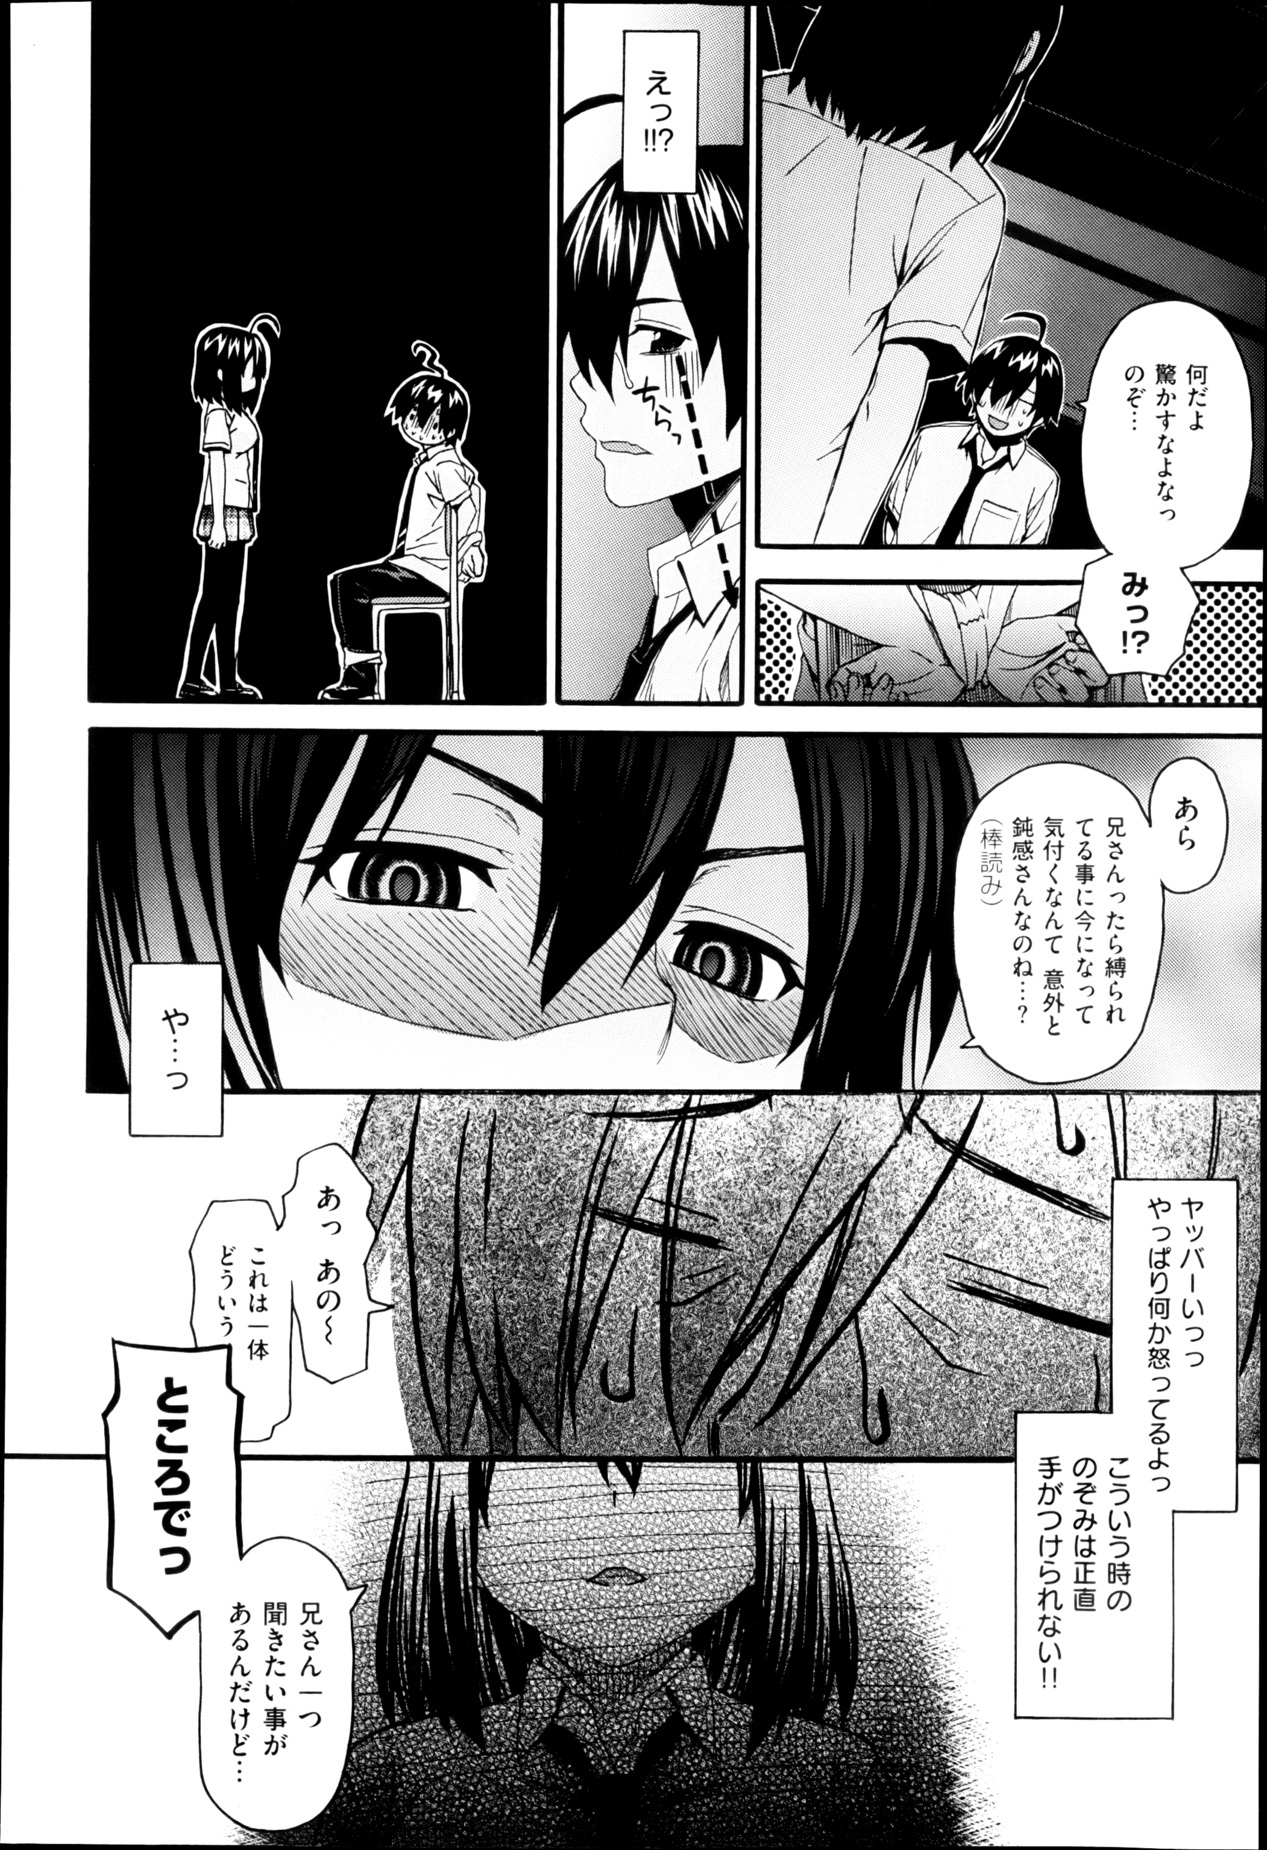 何だよ
驚かすなよなっ
のぞ…
みっ!?
えっ!!?
ちらっ
あら
兄さんったら縛られ
てる事に今になって
気付くなんて 意外と
鈍感さんなのね…?
(棒読み)
や…っ
ヤッバーいっっ
やっぱり何か怒ってるよっ
こういう時の
のぞみは正直
手がつけられない!!
あっ あの〜
これは一体
どういう
ところでっ
兄さん一つ
聞きたい事が
あるんだけど…